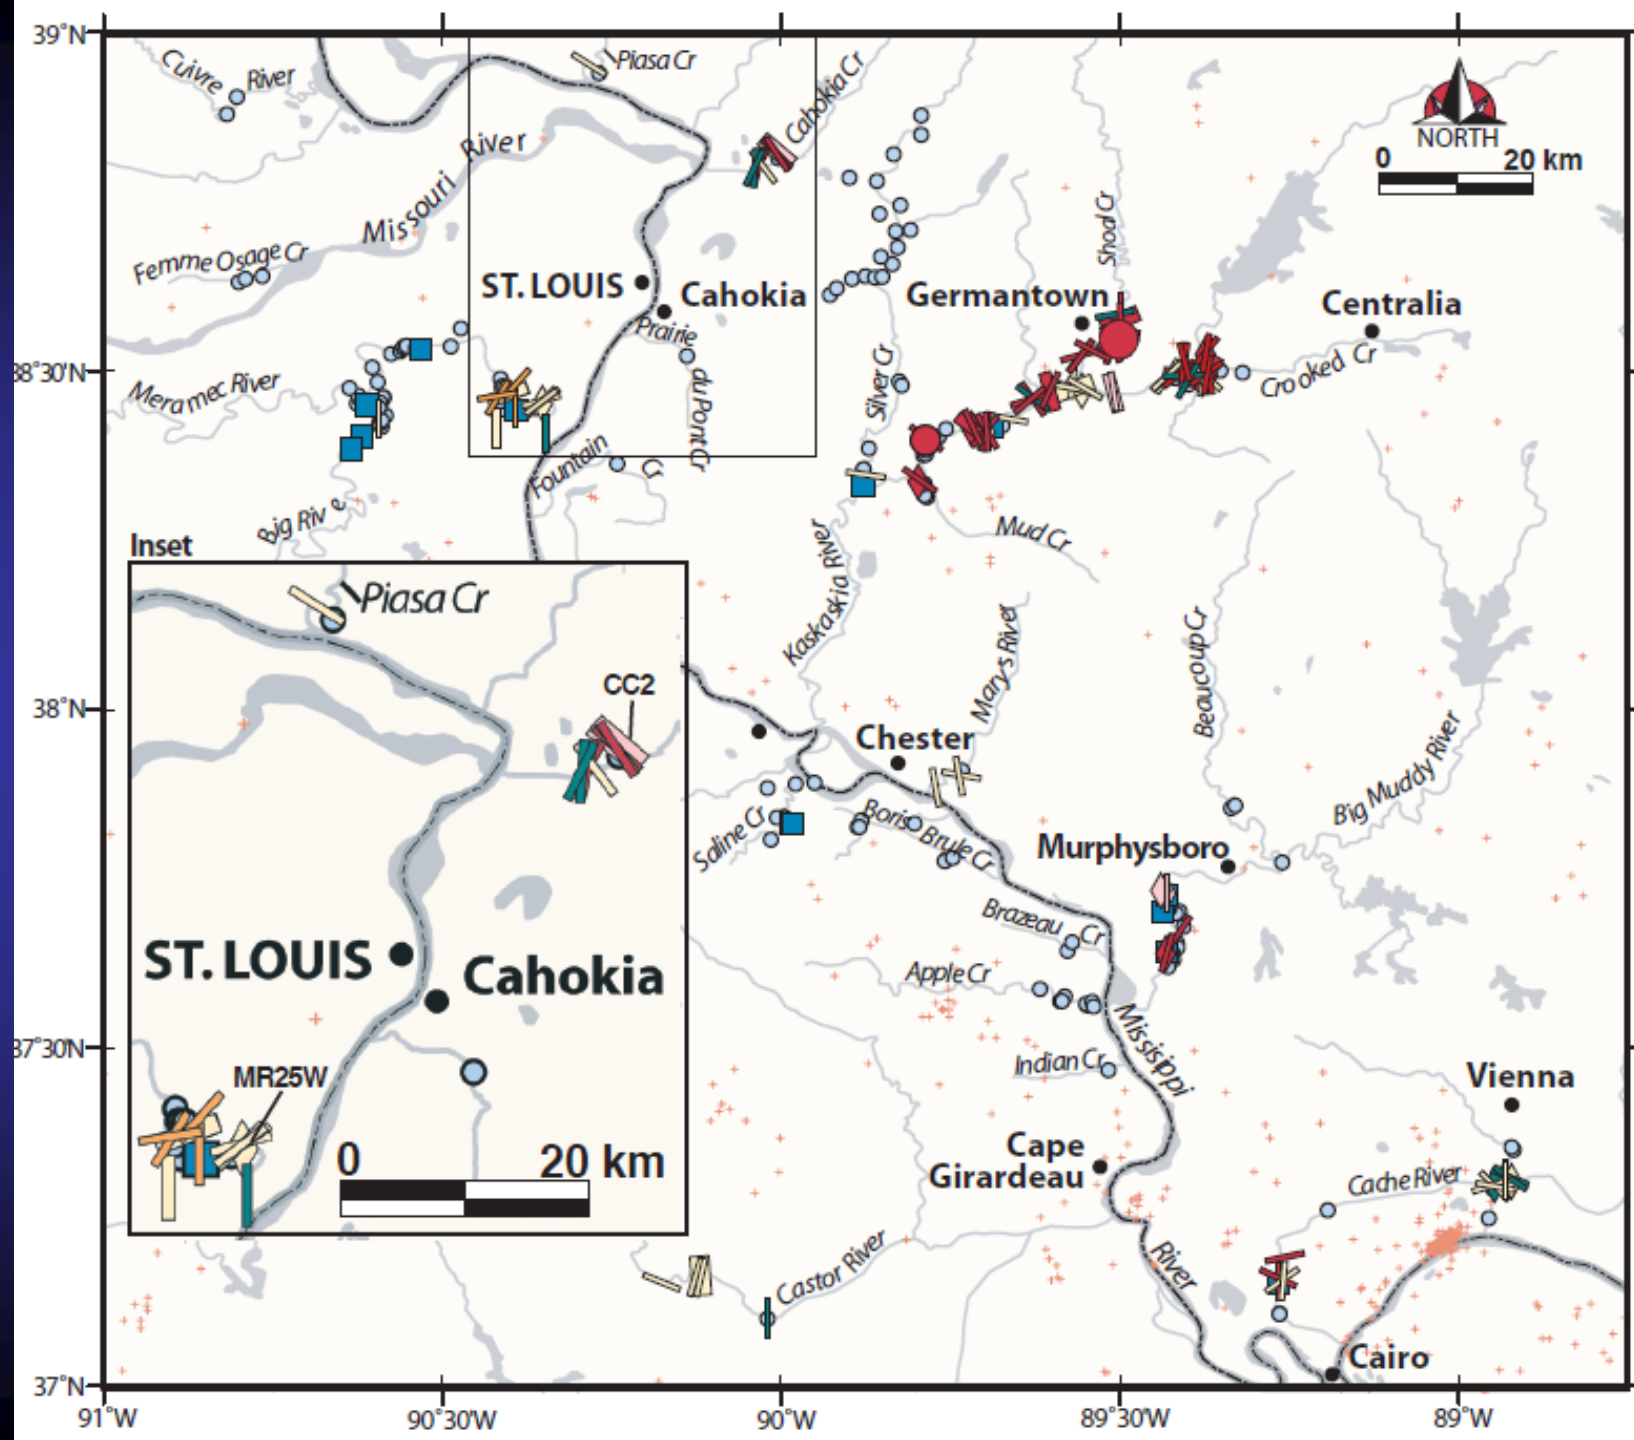 39°N
Cuivre River
Piasa Cr
Cahokia Cr
NORTH
0 20 km
Missouri River
Shoal Cr
Femme Osage Cr
ST. LOUIS
Cahokia
Germantown
Centralia
Prairie du Pont Cr
38°30'N
Meramec River
Silver Cr
Crooked Cr
Fountain Cr
Big River
Mud Cr
Kaskaskia River
Inset
Piasa Cr
CC2
Mary's River
Beaucoup Cr
38°N
Chester
Big Muddy River
Saline Cr
Bois Brule Cr
Murphysboro
ST. LOUIS
Cahokia
Brazeau Cr
Apple Cr
Mississippi
37°30'N
MR25W
Indian Cr
Vienna
0 20 km
Cape
Girardeau
Cache River
Castor River
River
Cairo
37°N
91°W
90°30'W
90°W
89°30'W
89°W